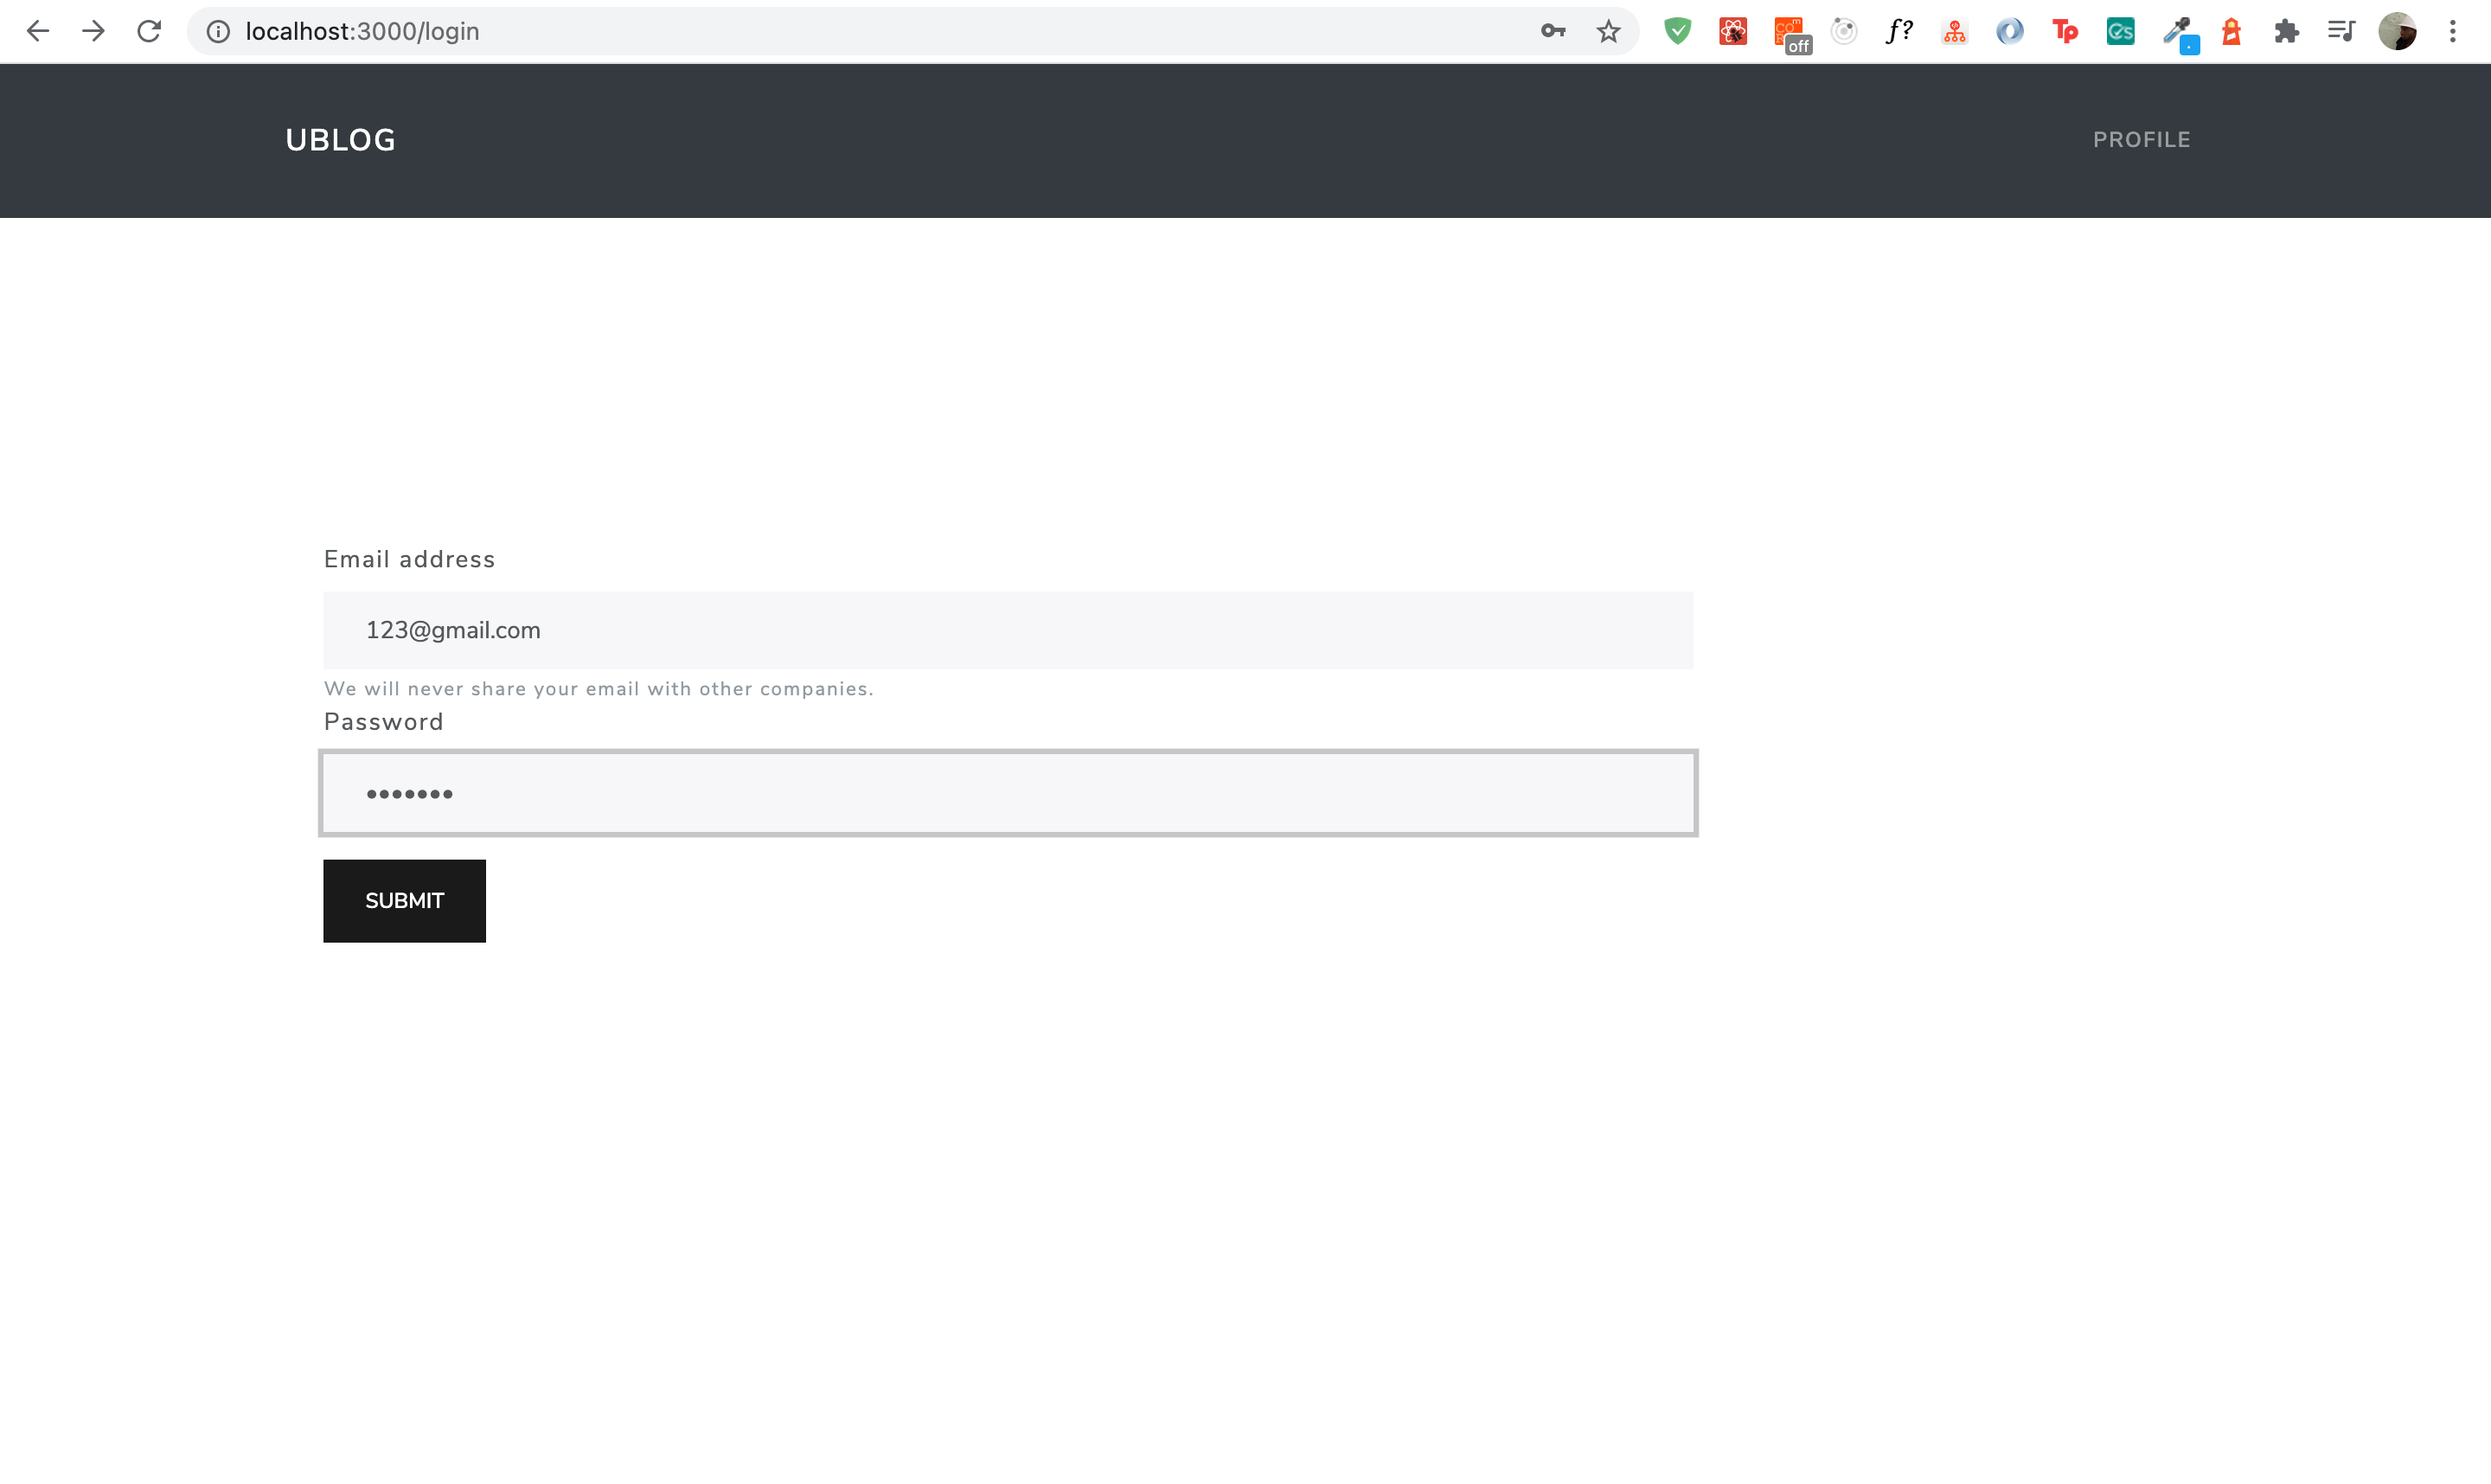 localhost:3000/login
off
f?
Tp
GS
UBLOG
PROFILE
Email address
123@gmail.com
We will never share your email with other companies.
Password
•••••••
SUBMIT